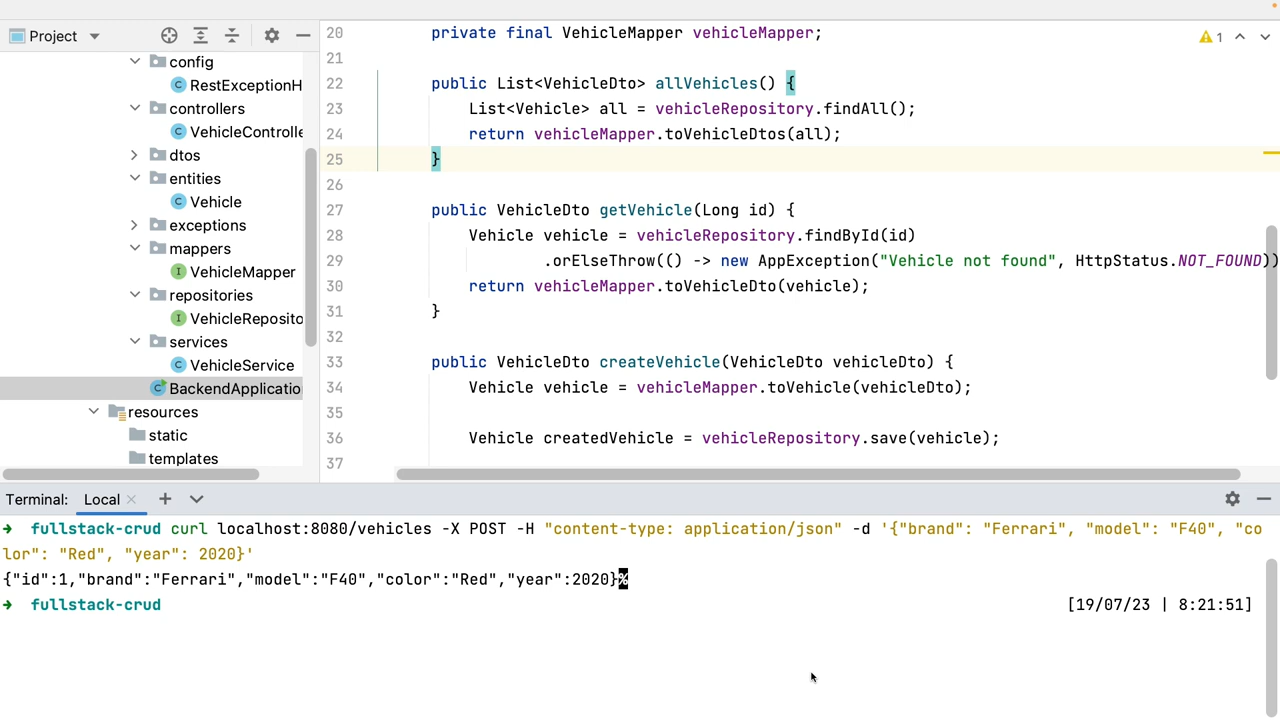 Project
config
RestExceptionH
controllers
VehicleControlle
dtos
entities
Vehicle
exceptions
mappers
VehicleMapper
repositories
VehicleReposito
services
VehicleService
BackendApplicatio
resources
static
templates
20 private final VehicleMapper vehicleMapper;
21
22 public List<VehicleDto> allVehicles() {
23 List<Vehicle> all = vehicleRepository.findAll();
24 return vehicleMapper.toVehicleDtos(all);
25 }
26
27 public VehicleDto getVehicle(Long id) {
28 Vehicle vehicle = vehicleRepository.findById(id)
29 .orElseThrow(() -> new AppException("Vehicle not found", HttpStatus.NOT_FOUND))
30 return vehicleMapper.toVehicleDto(vehicle);
31 }
32
33 public VehicleDto createVehicle(VehicleDto vehicleDto) {
34 Vehicle vehicle = vehicleMapper.toVehicle(vehicleDto);
35
36 Vehicle createdVehicle = vehicleRepository.save(vehicle);
37
1
Terminal: Local
→ fullstack-crud curl localhost:8080/vehicles -X POST -H "content-type: application/json" -d '{"brand": "Ferrari", "model": "F40", "co
lor": "Red", "year": 2020}'
{"id":1,"brand":"Ferrari","model":"F40","color":"Red","year":2020}%
→ fullstack-crud [19/07/23 | 8:21:51]